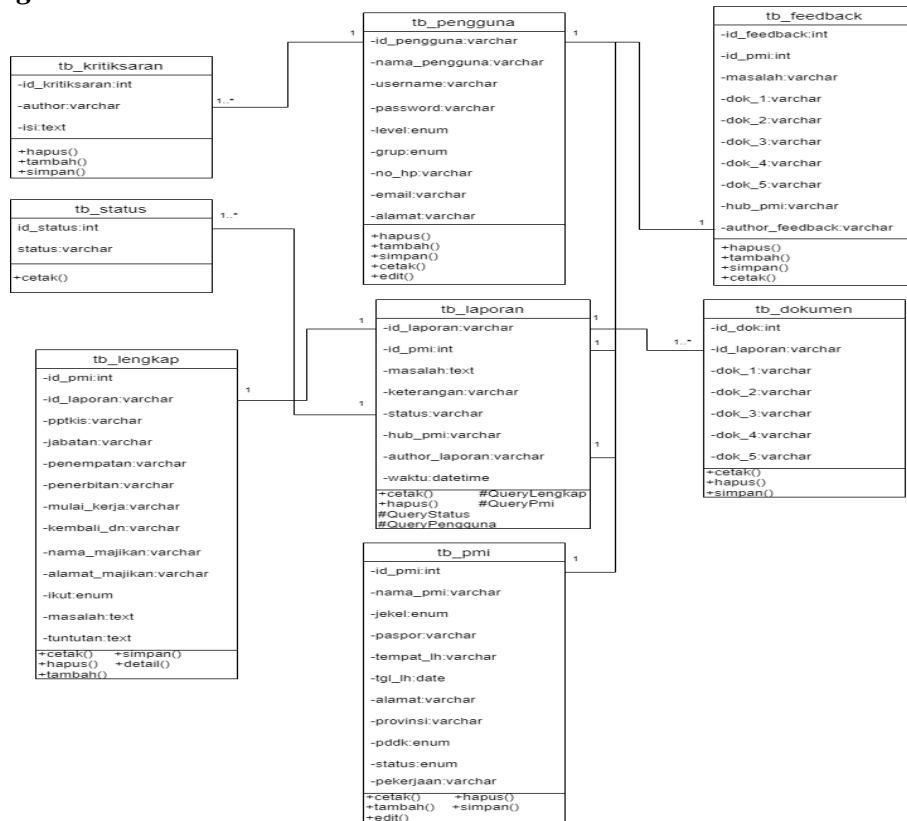 tb_pengguna
-id_pengguna:varchar
-nama_pengguna:varchar
-username:varchar
-password:varchar
-level:enum
-grup:enum
-no_hp:varchar
-email:varchar
-alamat:varchar
+hapus()
+tambah()
+simpan()
+cetak()
+edit()
tb_feedback
-id_feedback:int
-id_pmi:int
-masalah:varchar
-dok_1:varchar
-dok_2:varchar
-dok_3:varchar
-dok_4:varchar
-dok_5:varchar
-hub_pmi:varchar
-author_feedback:varchar
+hapus()
+tambah()
+simpan()
+cetak()
tb_kritiksaran
-id_kritiksaran:int
-author:varchar
-isi:text
+hapus()
+tambah()
+simpan()
1
1..*
1
1
tb_status
id_status:int
status:varchar
+cetak()
1..*
tb_laporan
-id_laporan:varchar
-id_pmi:int
-masalah:text
-keterangan:varchar
-status:varchar
-hub_pmi:varchar
-author_laporan:varchar
-waktu:datetime
+cetak() #QueryLengkap
+hapus() #QueryPmi
#QueryStatus
#QueryPengguna
1
1
1
1
1
1
1..*
tb_dokumen
-id_dok:int
-id_laporan:varchar
-dok_1:varchar
-dok_2:varchar
-dok_3:varchar
-dok_4:varchar
-dok_5:varchar
+cetak()
+hapus()
+simpan()
tb_lengkap
-id_pmi:int
-id_laporan:varchar
-pptkis:varchar
-jabatan:varchar
-penempatan:varchar
-penerbitan:varchar
-mulai_kerja:varchar
-kembali_dn:varchar
-nama_majikan:varchar
-alamat_majikan:varchar
-ikut:enum
-masalah:text
-tuntutan:text
+cetak() +simpan()
+hapus() +detail()
+tambah()
tb_pmi
-id_pmi:int
-nama_pmi:varchar
-jekel:enum
-paspor:varchar
-tempat_lh:varchar
-tgl_lh:date
-alamat:varchar
-provinsi:varchar
-pddk:enum
-status:enum
-pekerjaan:varchar
+cetak() +hapus()
+tambah() +simpan()
+edit()
1